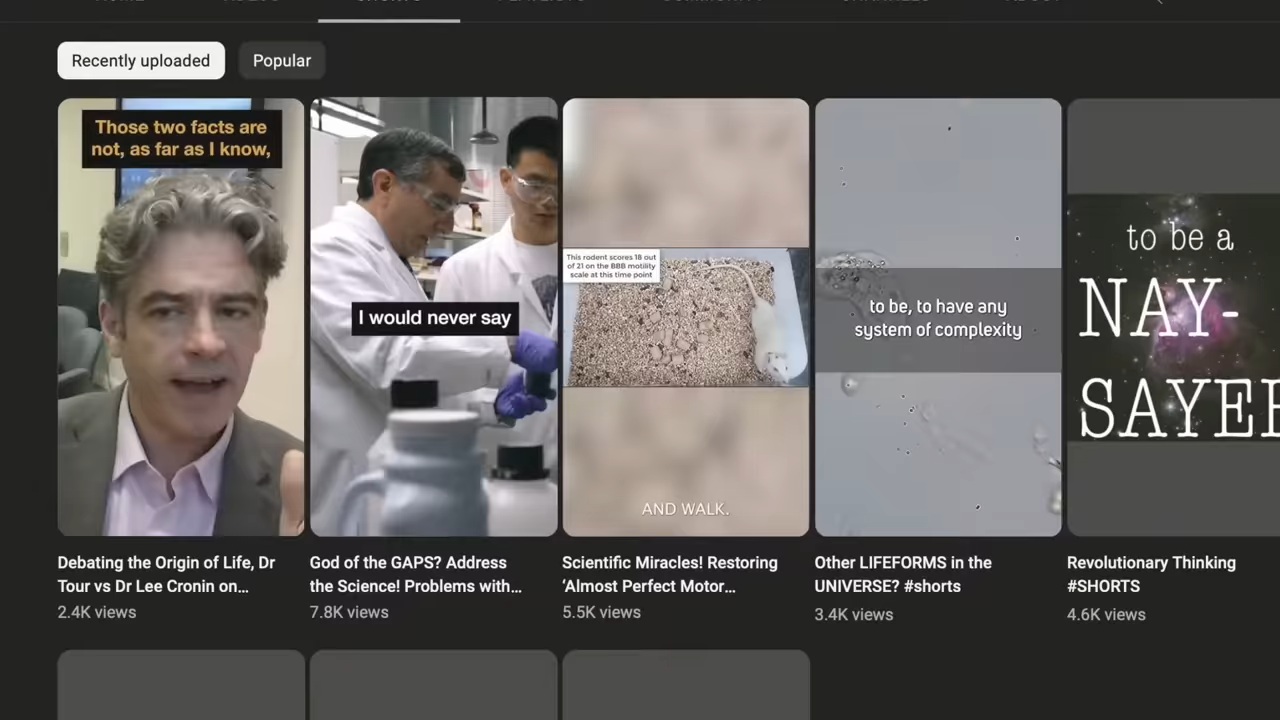 Recently uploaded
Popular
Those two facts are
not, as far as I know,
I would never say
This rodent scores 18 out
of 21 on the BBB motility
scale at this time point
AND WALK.
to be, to have any
system of complexity
to be a
NAY-
Debating the Origin of Life, Dr
Tour vs Dr Lee Cronin on...
2.4K views
God of the GAPS? Address
the Science! Problems with...
7.8K views
Scientific Miracles! Restoring
‘Almost Perfect Motor...
5.5K views
Other LIFEFORMS in the
UNIVERSE? #shorts
3.4K views
Revolutionary Thinking
#SHORTS
4.6K views